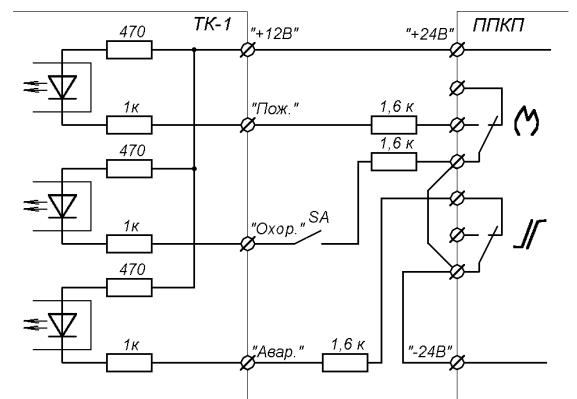 ТК-1
ППКП
470
"+12В"
"+24В"
1к
"Пож."
1,6 к
1,6 к
470
1к
"Охор."
SA
470
1к
"Авар."
1,6 к
"-24В"